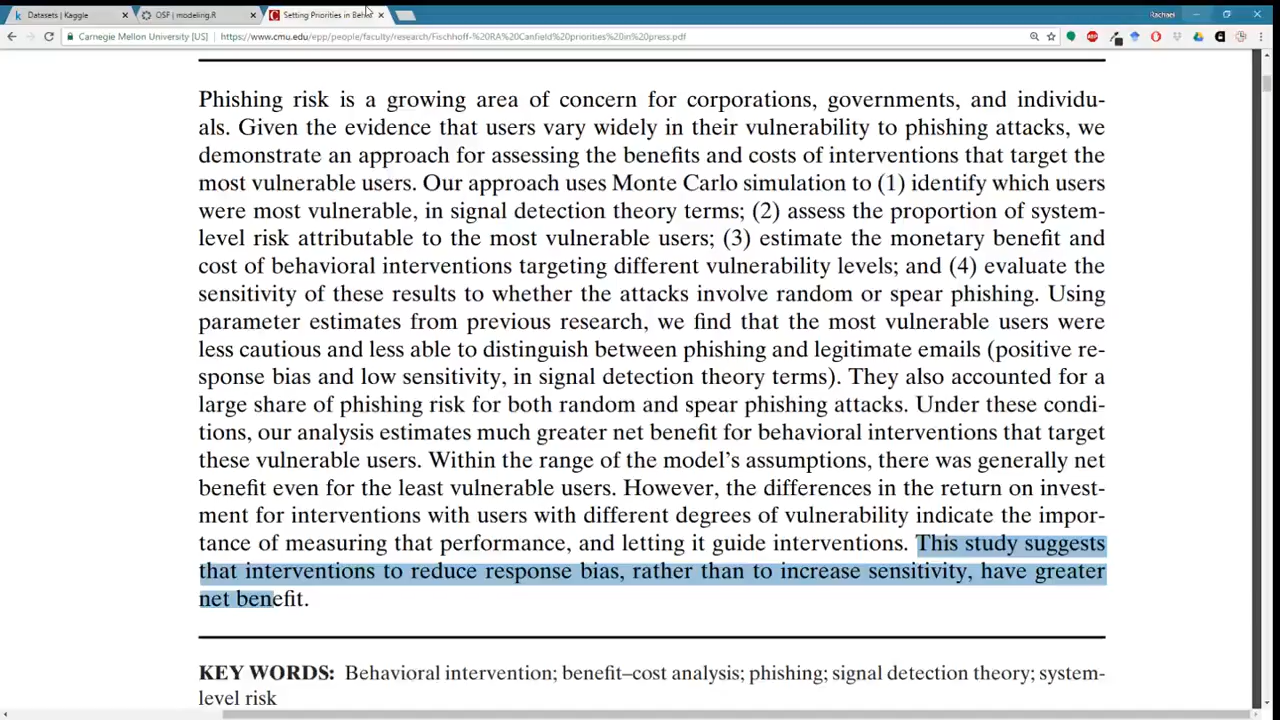 Datasets | Kaggle
OSF | modeling.R
Setting Priorities in Beh
Rachael
Carnegie Mellon University [US]
https://www.cmu.edu/epp/people/faculty/research/Fischhoff-%20RA%20Canfield%20priorities%20in%20press.pdf
Phishing risk is a growing area of concern for corporations, governments, and individu-
als. Given the evidence that users vary widely in their vulnerability to phishing attacks, we
demonstrate an approach for assessing the benefits and costs of interventions that target the
most vulnerable users. Our approach uses Monte Carlo simulation to (1) identify which users
were most vulnerable, in signal detection theory terms; (2) assess the proportion of system-
level risk attributable to the most vulnerable users; (3) estimate the monetary benefit and
cost of behavioral interventions targeting different vulnerability levels; and (4) evaluate the
sensitivity of these results to whether the attacks involve random or spear phishing. Using
parameter estimates from previous research, we find that the most vulnerable users were
less cautious and less able to distinguish between phishing and legitimate emails (positive re-
sponse bias and low sensitivity, in signal detection theory terms). They also accounted for a
large share of phishing risk for both random and spear phishing attacks. Under these condi-
tions, our analysis estimates much greater net benefit for behavioral interventions that target
these vulnerable users. Within the range of the model's assumptions, there was generally net
benefit even for the least vulnerable users. However, the differences in the return on invest-
ment for interventions with users with different degrees of vulnerability indicate the impor-
tance of measuring that performance, and letting it guide interventions. This study suggests
that interventions to reduce response bias, rather than to increase sensitivity, have greater
net benefit.
KEY WORDS: Behavioral intervention; benefit–cost analysis; phishing; signal detection theory; system-
level risk